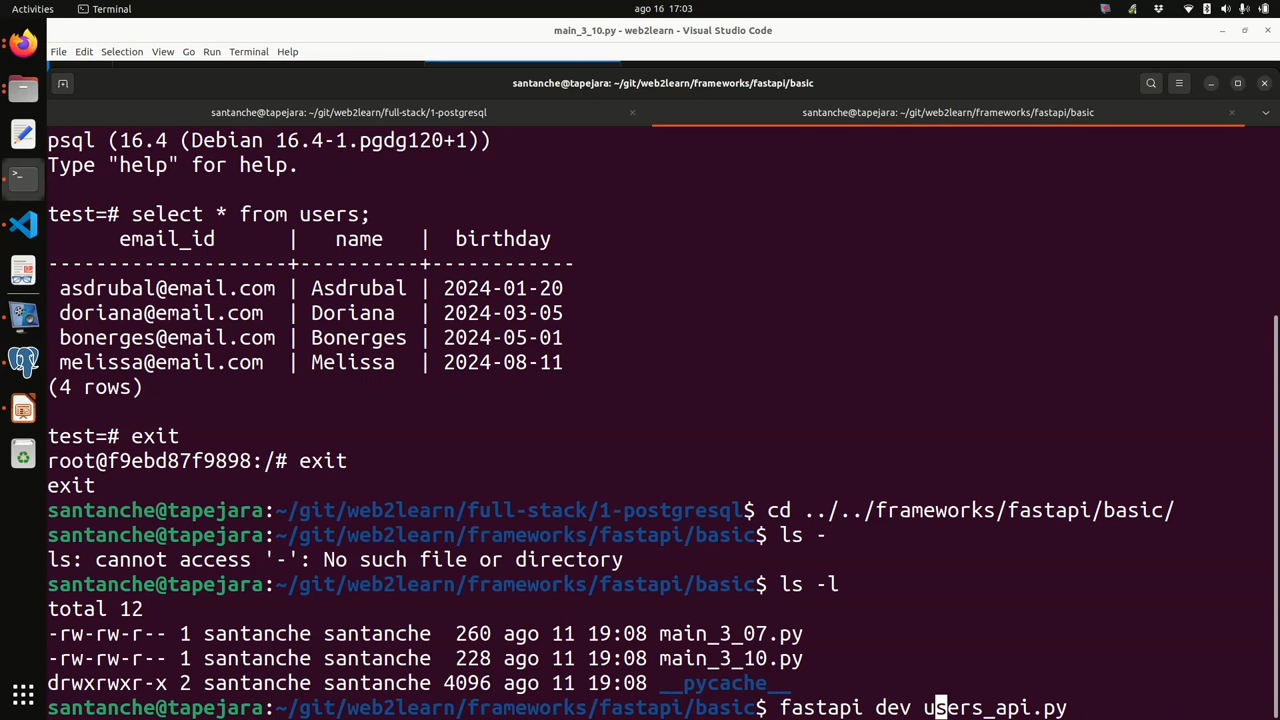 Activities
Terminal
ago 16 17:03
main_3_10.py - web2learn - Visual Studio Code
File Edit Selection View Go Run Terminal Help
santanche@tapejara: ~/git/web2learn/frameworks/fastapi/basic
santanche@tapejara: ~/git/web2learn/full-stack/1-postgresql
santanche@tapejara: ~/git/web2learn/frameworks/fastapi/basic
psql (16.4 (Debian 16.4-1.pgdg120+1))
Type "help" for help.
test=# select * from users;
email_id | name | birthday
--------------------+----------+------------
asdrubal@email.com | Asdrubal | 2024-01-20
doriana@email.com | Doriana | 2024-03-05
bonerges@email.com | Bonerges | 2024-05-01
melissa@email.com | Melissa | 2024-08-11
(4 rows)
test=# exit
root@f9ebd87f9898:/# exit
exit
santanche@tapejara:~/git/web2learn/full-stack/1-postgresql$ cd ../../frameworks/fastapi/basic/
santanche@tapejara:~/git/web2learn/frameworks/fastapi/basic$ ls -
ls: cannot access '-': No such file or directory
santanche@tapejara:~/git/web2learn/frameworks/fastapi/basic$ ls -l
total 12
-rw-rw-r-- 1 santanche santanche 260 ago 11 19:08 main_3_07.py
-rw-rw-r-- 1 santanche santanche 228 ago 11 19:08 main_3_10.py
drwxrwxr-x 2 santanche santanche 4096 ago 11 19:08 __pycache__
santanche@tapejara:~/git/web2learn/frameworks/fastapi/basic$ fastapi dev users_api.py